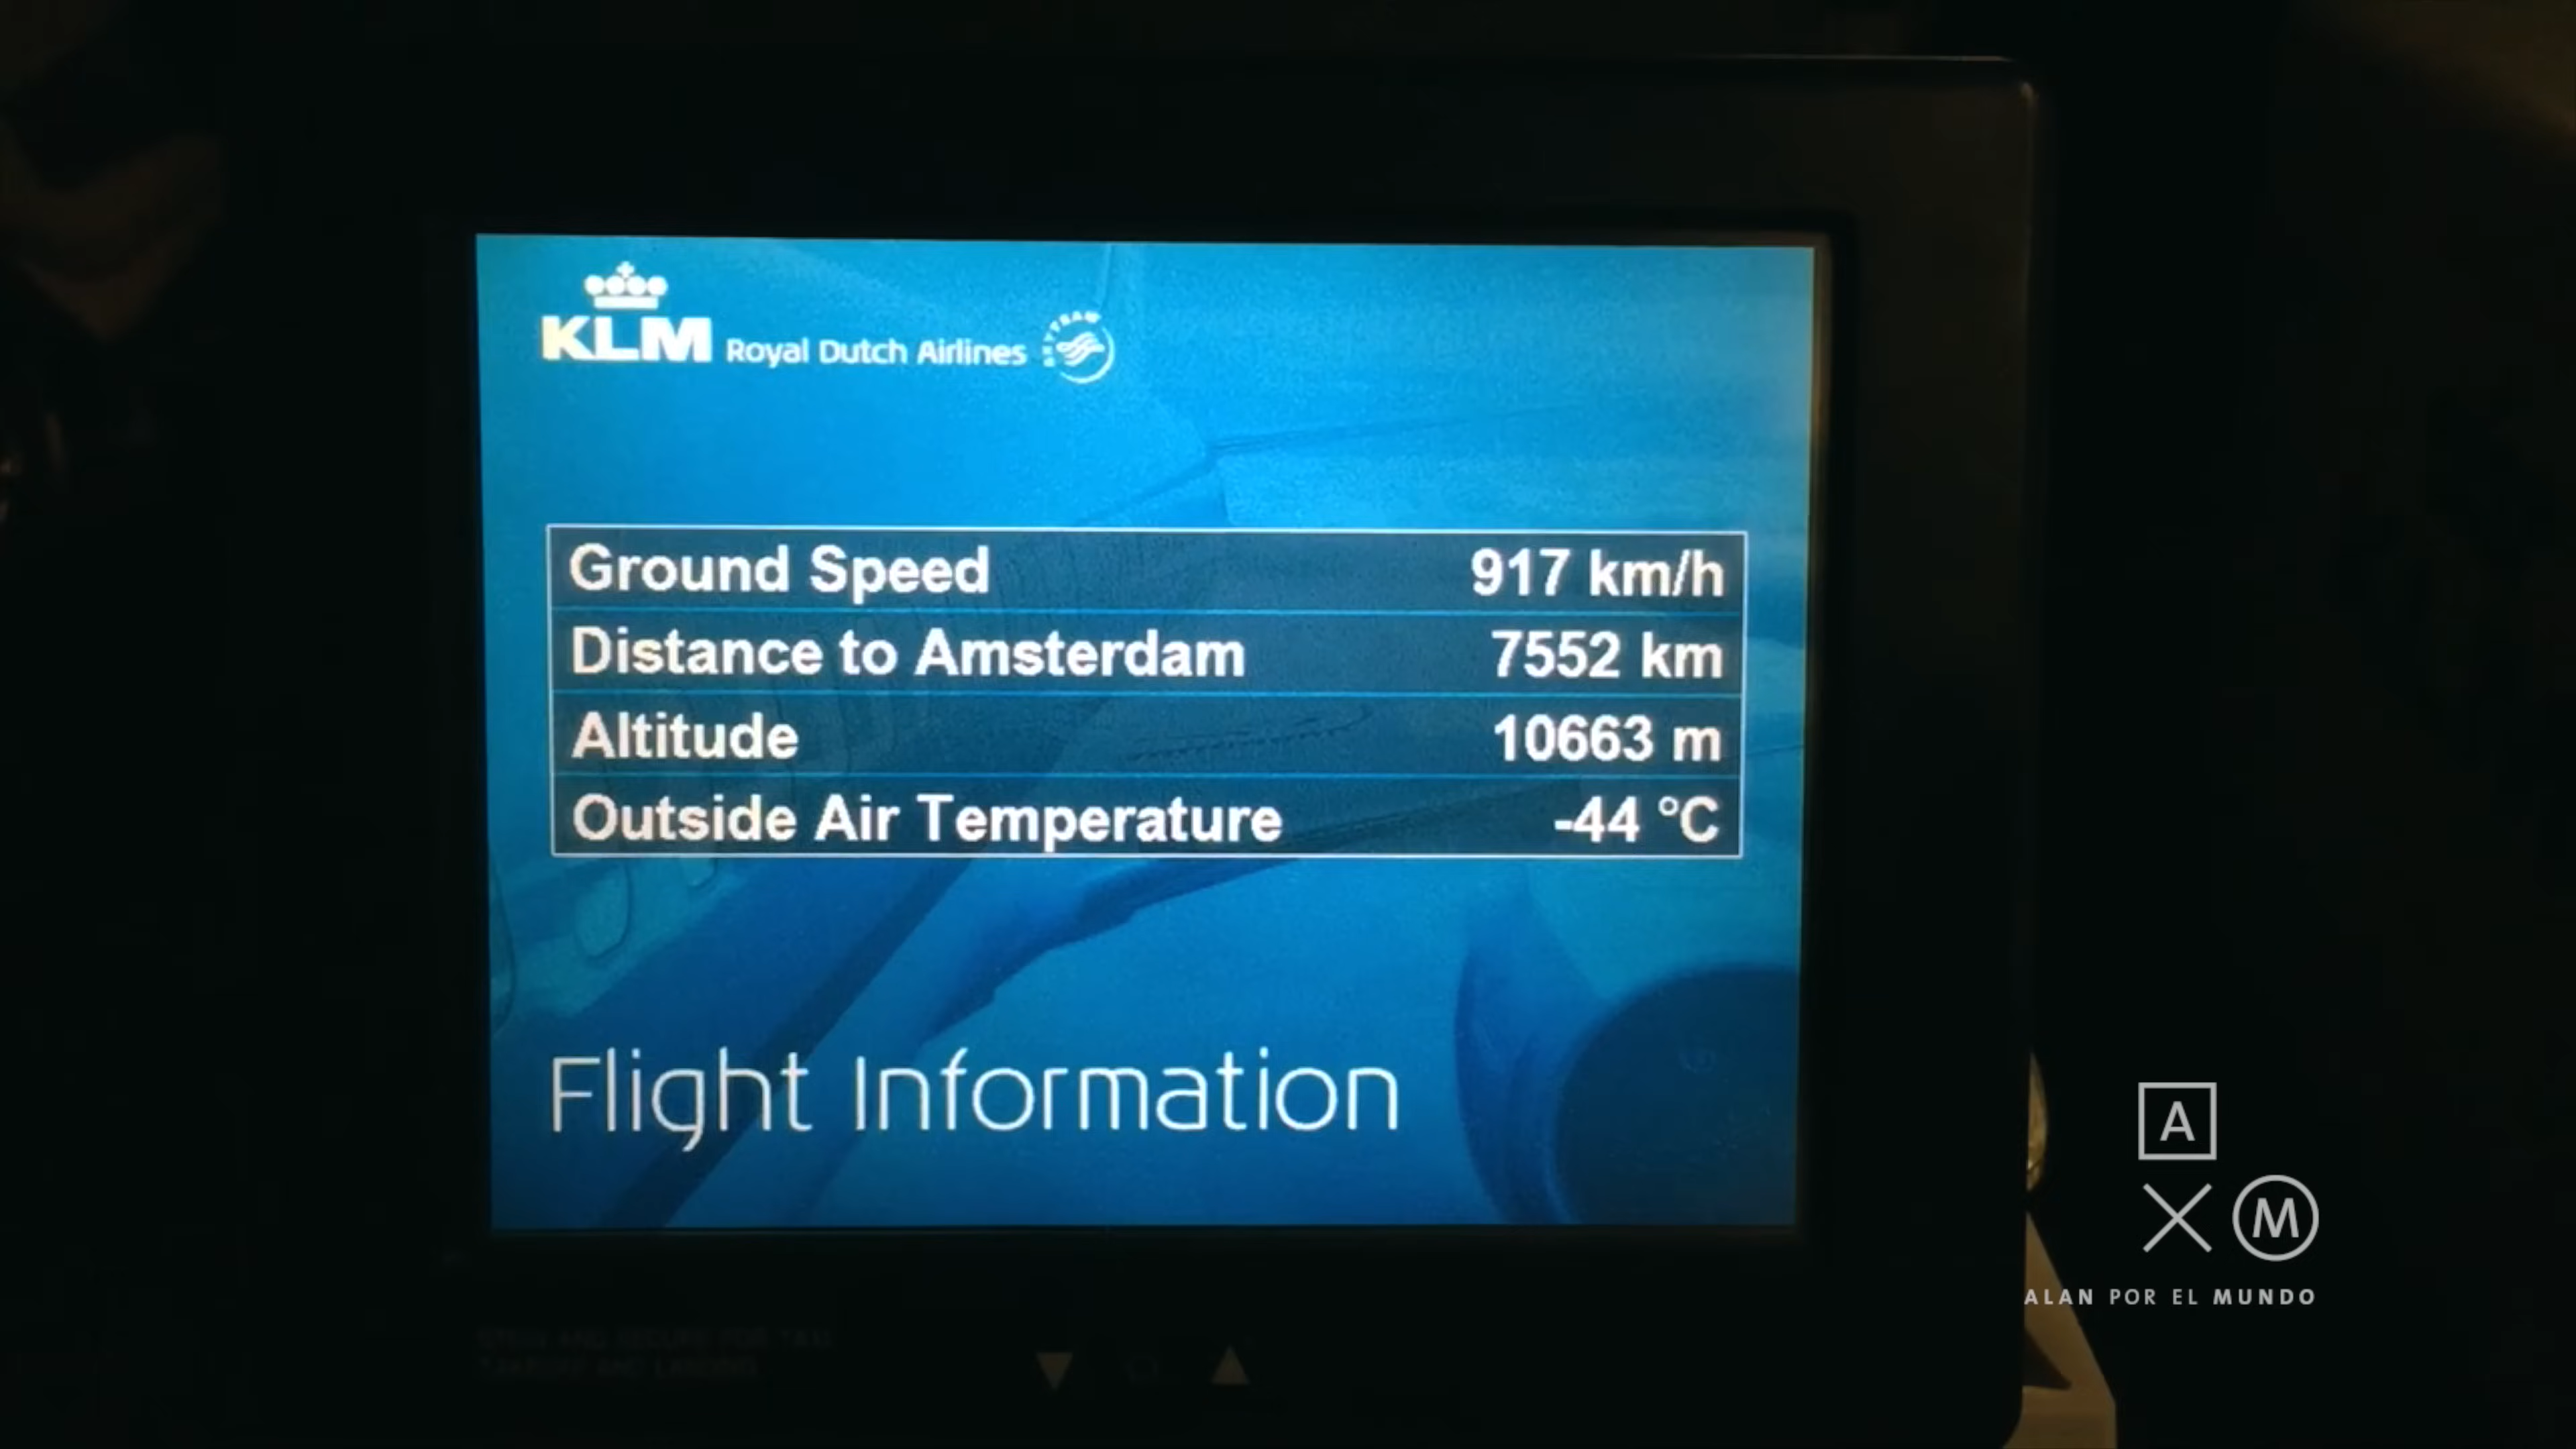 KLM Royal Dutch Airlines SKYTEAM
Ground Speed 917 km/h
Distance to Amsterdam 7552 km
Altitude 10663 m
Outside Air Temperature -44 °C
Flight Information
A
X M
ALAN POR EL MUNDO